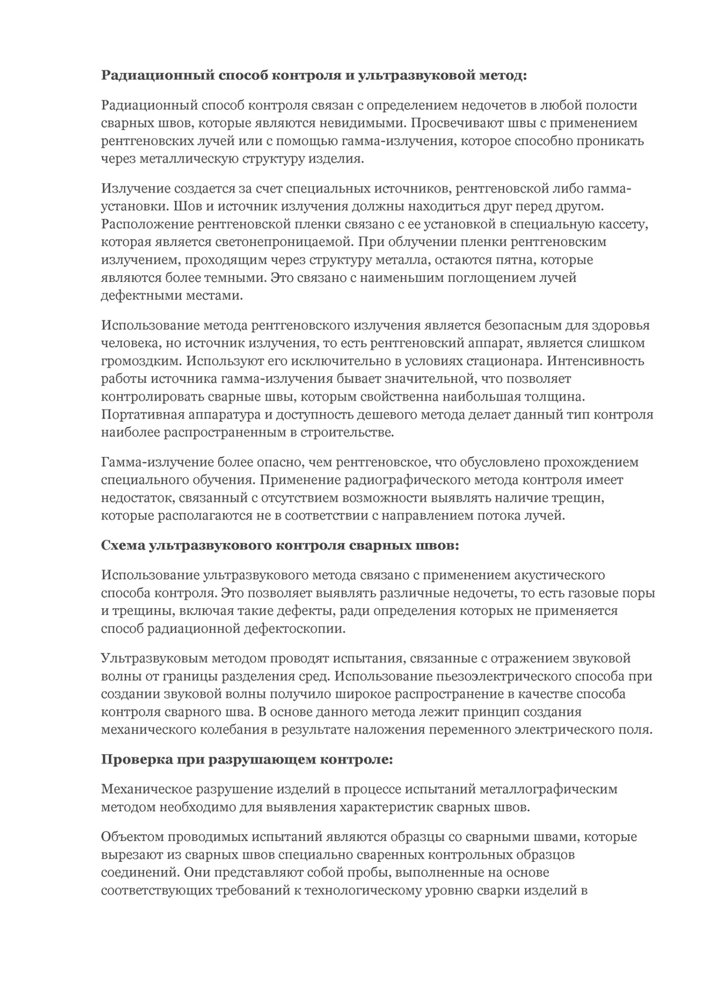 Радиационный способ контроля и ультразвуковой метод:
Радиационный способ контроля связан с определением недочетов в любой полости
сварных швов, которые являются невидимыми. Просвечивают швы с применением
рентгеновских лучей или с помощью гамма-излучения, которое способно проникать
через металлическую структуру изделия.
Излучение создается за счет специальных источников, рентгеновской либо гамма-
установки. Шов и источник излучения должны находиться друг перед другом.
Расположение рентгеновской пленки связано с ее установкой в специальную кассету,
которая является светонепроницаемой. При облучении пленки рентгеновским
излучением, проходящим через структуру металла, остаются пятна, которые
являются более темными. Это связано с наименьшим поглощением лучей
дефектными местами.
Использование метода рентгеновского излучения является безопасным для здоровья
человека, но источник излучения, то есть рентгеновский аппарат, является слишком
громоздким. Используют его исключительно в условиях стационара. Интенсивность
работы источника гамма-излучения бывает значительной, что позволяет
контролировать сварные швы, которым свойственна наибольшая толщина.
Портативная аппаратура и доступность дешевого метода делает данный тип контроля
наиболее распространенным в строительстве.
Гамма-излучение более опасно, чем рентгеновское, что обусловлено прохождением
специального обучения. Применение радиографического метода контроля имеет
недостаток, связанный с отсутствием возможности выявлять наличие трещин,
которые располагаются не в соответствии с направлением потока лучей.
Схема ультразвукового контроля сварных швов:
Использование ультразвукового метода связано с применением акустического
способа контроля. Это позволяет выявлять различные недочеты, то есть газовые поры
и трещины, включая такие дефекты, ради определения которых не применяется
способ радиационной дефектоскопии.
Ультразвуковым методом проводят испытания, связанные с отражением звуковой
волны от границы разделения сред. Использование пьезоэлектрического способа при
создании звуковой волны получило широкое распространение в качестве способа
контроля сварного шва. В основе данного метода лежит принцип создания
механического колебания в результате наложения переменного электрического поля.
Проверка при разрушающем контроле:
Механическое разрушение изделий в процессе испытаний металлографическим
методом необходимо для выявления характеристик сварных швов.
Объектом проводимых испытаний являются образцы со сварными швами, которые
вырезают из сварных швов специально сваренных контрольных образцов
соединений. Они представляют собой пробы, выполненные на основе
соответствующих требований к технологическому уровню сварки изделий в